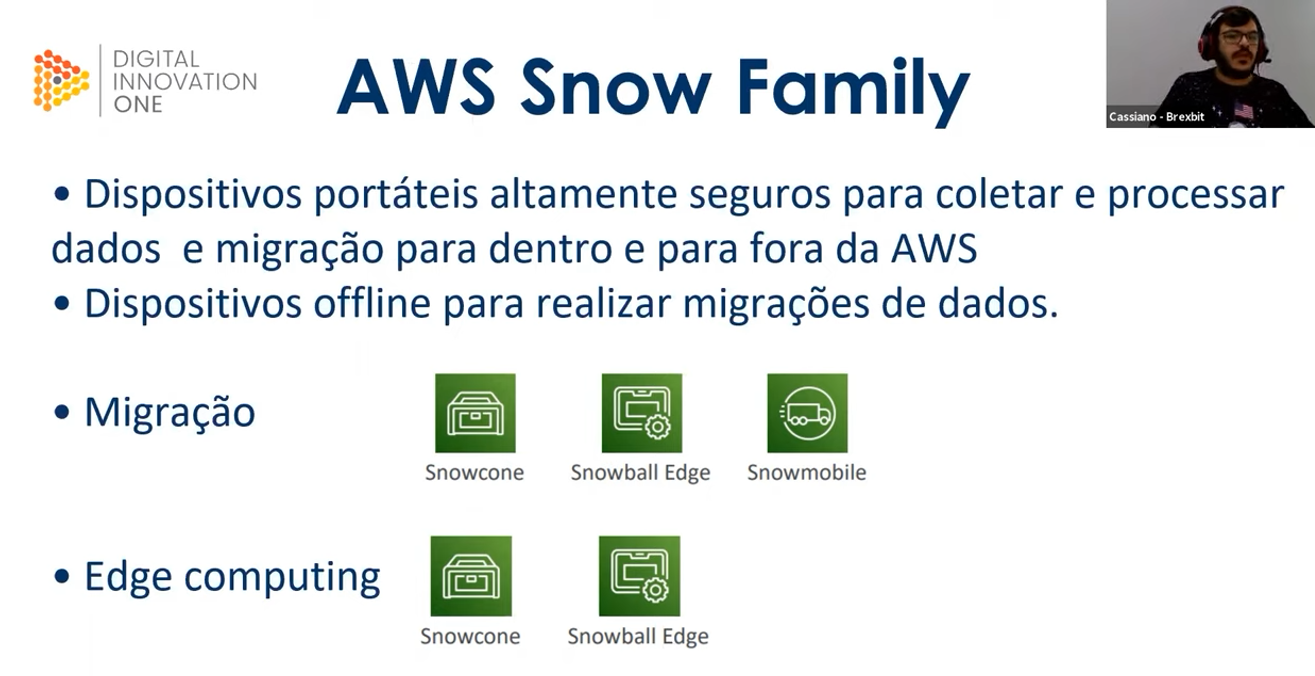 DIGITAL
INNOVATION
ONE
AWS Snow Family
Cassiano - Brexbit
• Dispositivos portáteis altamente seguros para coletar e processar
dados  e migração para dentro e para fora da AWS
• Dispositivos offline para realizar migrações de dados.
• Migração
Snowcone
Snowball Edge
Snowmobile
• Edge computing
Snowcone
Snowball Edge